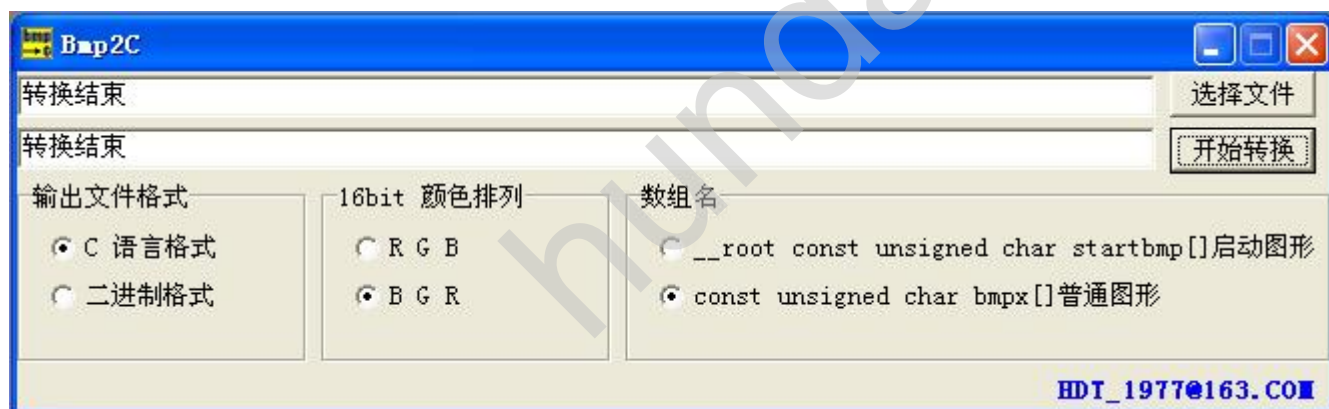 Bmp2C
转换结束
选择文件
转换结束
开始转换
输出文件格式
16bit 颜色排列
数组名
C 语言格式
R G B
__root const unsigned char startbmp[]启动图形
二进制格式
B G R
const unsigned char bmpx[]普通图形
HDT_1977@163.COM